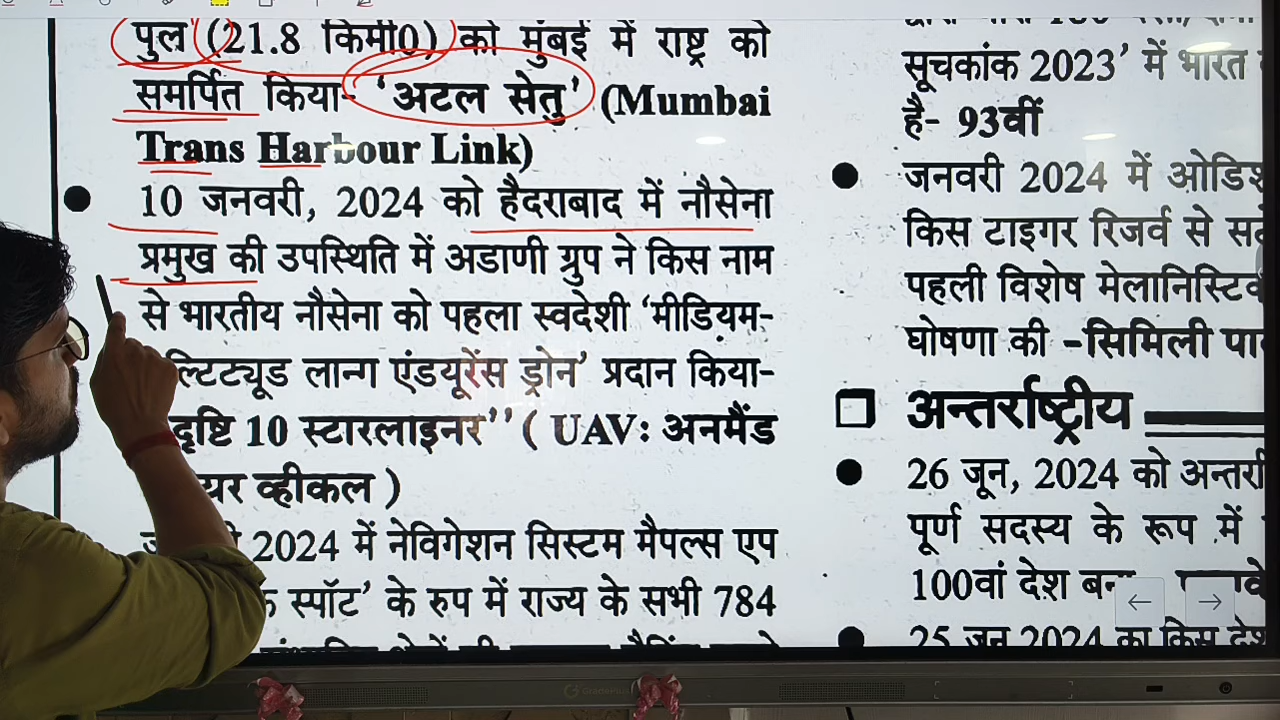 पुल (21.8 किमी0) को मुंबई में राष्ट्र को
समर्पित किया- 'अटल सेतु' (Mumbai
Trans Harbour Link)
10 जनवरी, 2024 को हैदराबाद में नौसेना
प्रमुख की उपस्थिति में अडाणी ग्रुप ने किस नाम
से भारतीय नौसेना को पहला स्वदेशी 'मीडियम-
ल्टिट्यूड लान्ग एंडयूरेंस ड्रोन' प्रदान किया-
दृष्टि 10 स्टारलाइनर'' ( UAV: अनमैंड
यर व्हीकल )
2024 में नेविगेशन सिस्टम मैपल्स एप
स्पॉट' के रुप में राज्य के सभी 784
सूचकांक 2023' में भारत
है- 93वीं
जनवरी 2024 में ओडिश
किस टाइगर रिजर्व से
पहली विशेष मेलानिस्टिक
घोषणा की -सिमिली
अन्तर्राष्ट्रीय
26 जून, 2024 को
पूर्ण सदस्य के रूप में
100वां देश
25 जून 2024 का किस देश